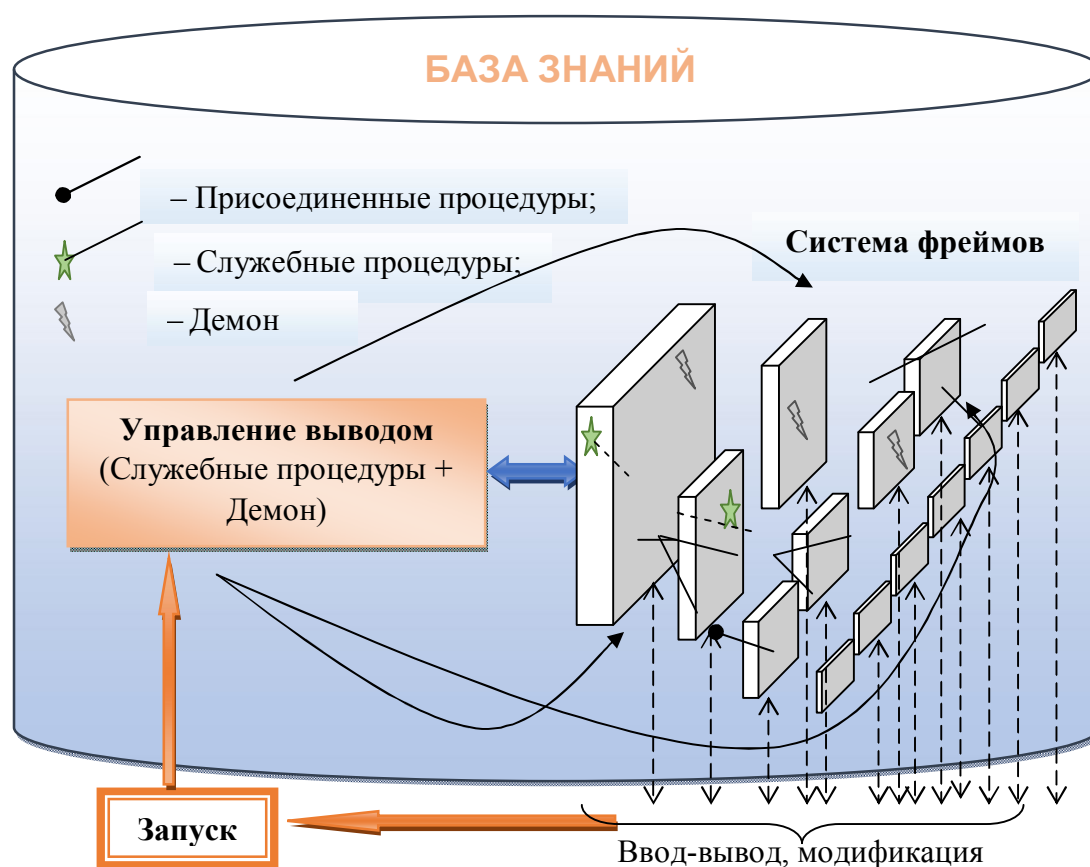 БАЗА ЗНАНИЙ
– Присоединенные процедуры;
– Служебные процедуры;
– Демон
Система фреймов
Управление выводом
(Служебные процедуры +
Демон)
Запуск
Ввод-вывод, модификация